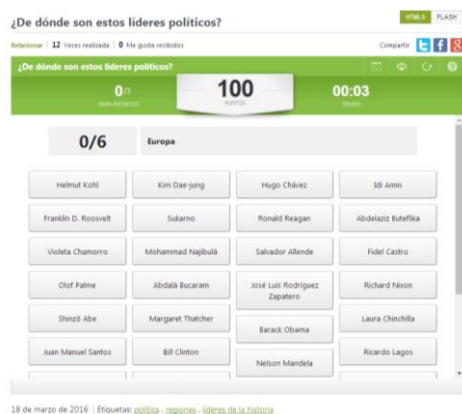 ¿De dónde son estos líderes políticos?
HTML5 FLASH
Relacionar | 12 Veces realizada | 0 Me gusta recibidos
Compartir
¿De dónde son estos líderes políticos?
0/3
100
00:03
PUNTOS
TIEMPO
0/6 Europa
Helmut Kohl Kim Dae-jung Hugo Chávez Idi Amin
Franklin D. Roosvelt Sukarno Ronald Reagan Abdelaziz Buteflika
Violeta Chamorro Mohammad Najibulá Salvador Allende Fidel Castro
Olof Palme Abdalá Bucaram José Luis Rodríguez Zapatero Richard Nixon
Shinzō Abe Margaret Thatcher Barack Obama Laura Chinchilla
Juan Manuel Santos Bill Clinton Nelson Mandela Ricardo Lagos
18 de marzo de 2016 | Etiquetas: política , regiones , líderes de la historia